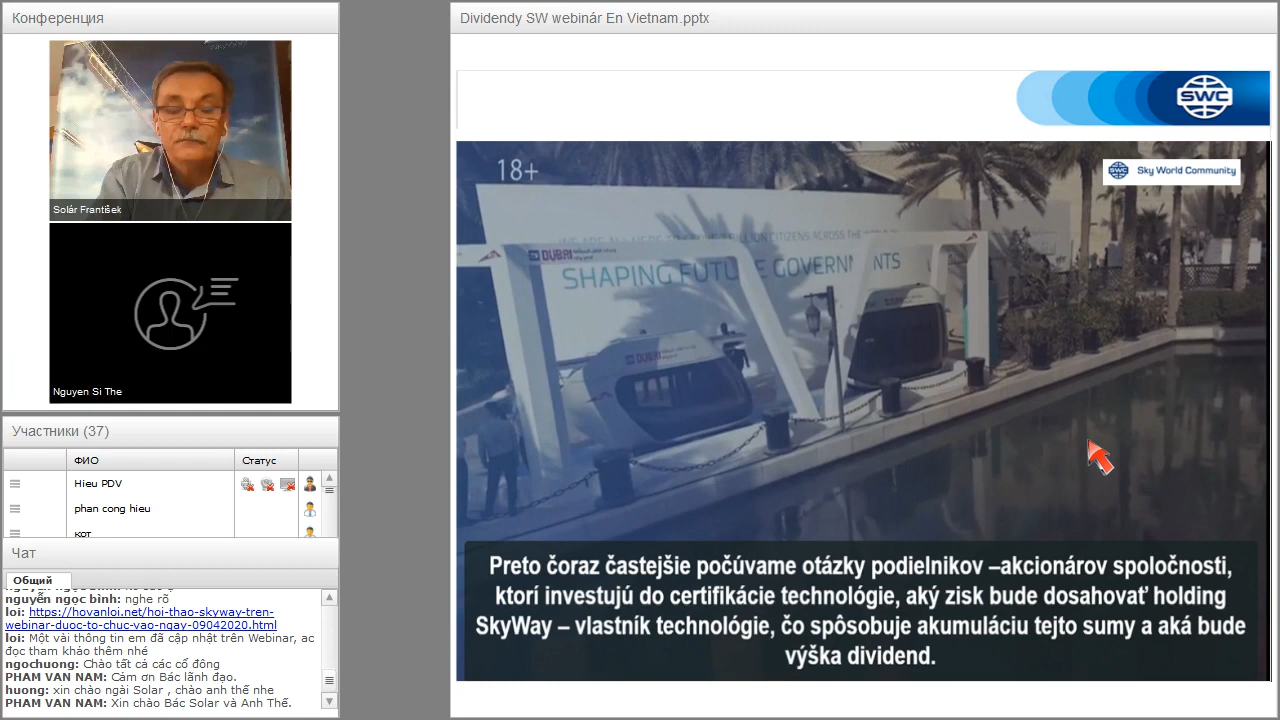 Конференция
Solár František
Nguyen Si The
Участники (37)
ФИО
Статус
Hieu PDV
phan cong hieu
кот
Чат
Общий
nguyễn ngọc bình: nghe rõ
loi: https://hovanloi.net/hoi-thao-skyway-tren-
webinar-duoc-to-chuc-vao-ngay-09042020.html
loi: Một vài thông tin em đã cập nhật trên Webinar, ac
đọc tham khảo thêm nhé
ngochuong: Chào tất cả các cổ đông
PHAM VAN NAM: Cảm ơn Bác lãnh đạo.
huong: xin chào ngài Solar , chào anh thế nhe
PHAM VAN NAM: Xin chào Bác Solar và Anh Thế.
Dividendy SW webinár En Vietnam.pptx
SWC
18+
Sky World Community
DUBAI
SHAPING FUTURE GOVERNMENTS
DUBAI
Preto čoraz častejšie počúvame otázky podielnikov –akcionárov spoločnosti,
ktorí investujú do certifikácie technológie, aký zisk bude dosahovať holding
SkyWay – vlastník technológie, čo spôsobuje akumuláciu tejto sumy a aká bude
výška dividend.